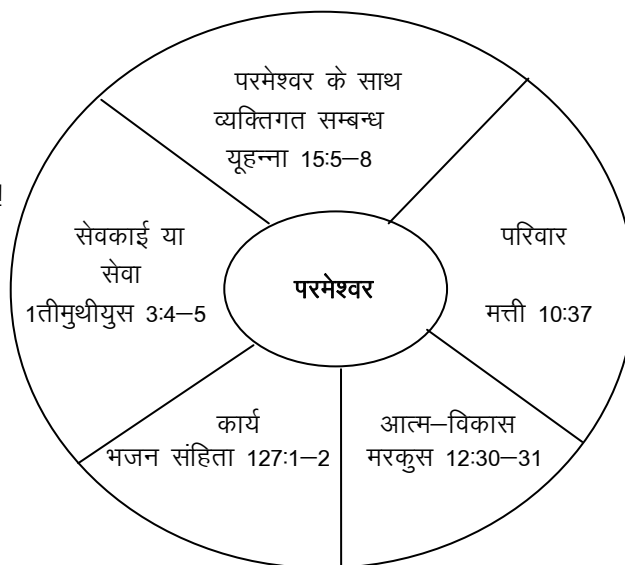 परमेश्वर के साथ
व्यक्तिगत सम्बन्ध
यूहन्ना 15:5–8
परिवार
मत्ती 10:37
सेवकाई या
सेवा
1तीमुथीयुस 3:4–5
परमेश्वर
कार्य
भजन संहिता 127:1–2
आत्म–विकास
मरकुस 12:30–31